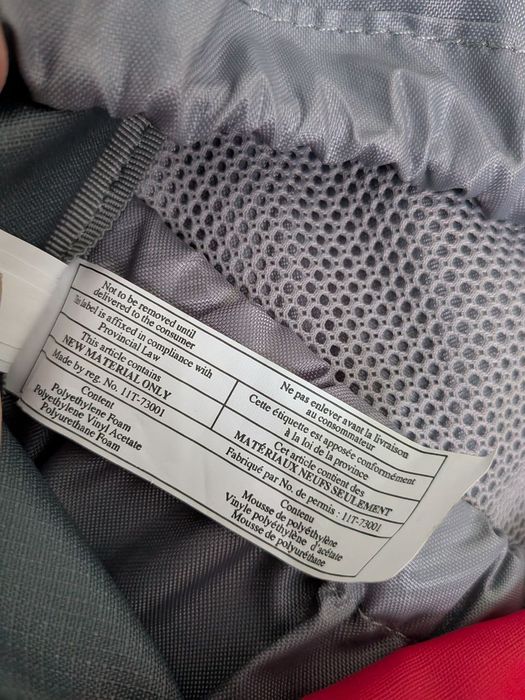 Not to be removed until
delivered to the consumer
This label is affixed in compliance with
Provincial Law
This article contains
NEW MATERIAL ONLY
Made by reg. No. 11T-73001
Content
Polyethylene Foam
Polyethylene Vinyl Acetate
Polyurethane Foam
Ne pas enlever avant la livraison
au consommateur
Cette étiquette est apposée conformément
à la loi de la province
Cet article contient des
MATÉRIAUX NEUFS SEULEMENT
Fabriqué par No. de permis : 11T-73001
Contenu
Mousse de polyéthylène
Vinyle polyéthylène d'acétate
Mousse de polyuréthane